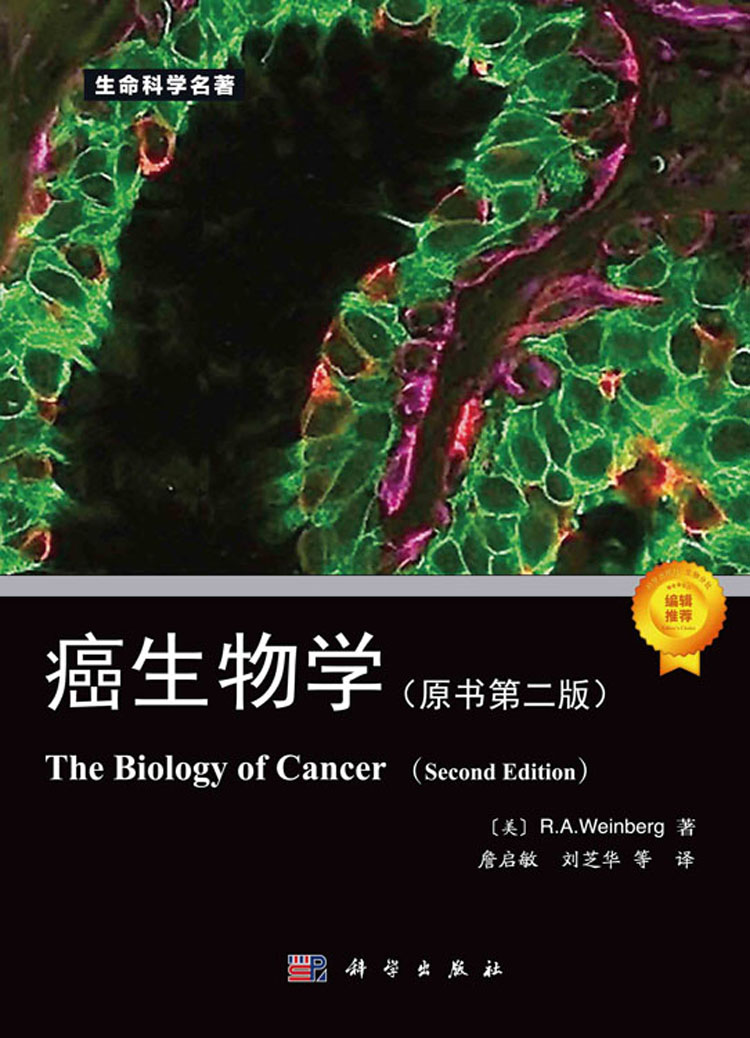 生命科学名著
编辑
推荐
Editor's Choice
癌生物学(原书第二版)
The Biology of Cancer (Second Edition)
〔美〕R.A.Weinberg 著
詹启敏 刘芝华 等 译
科学出版社